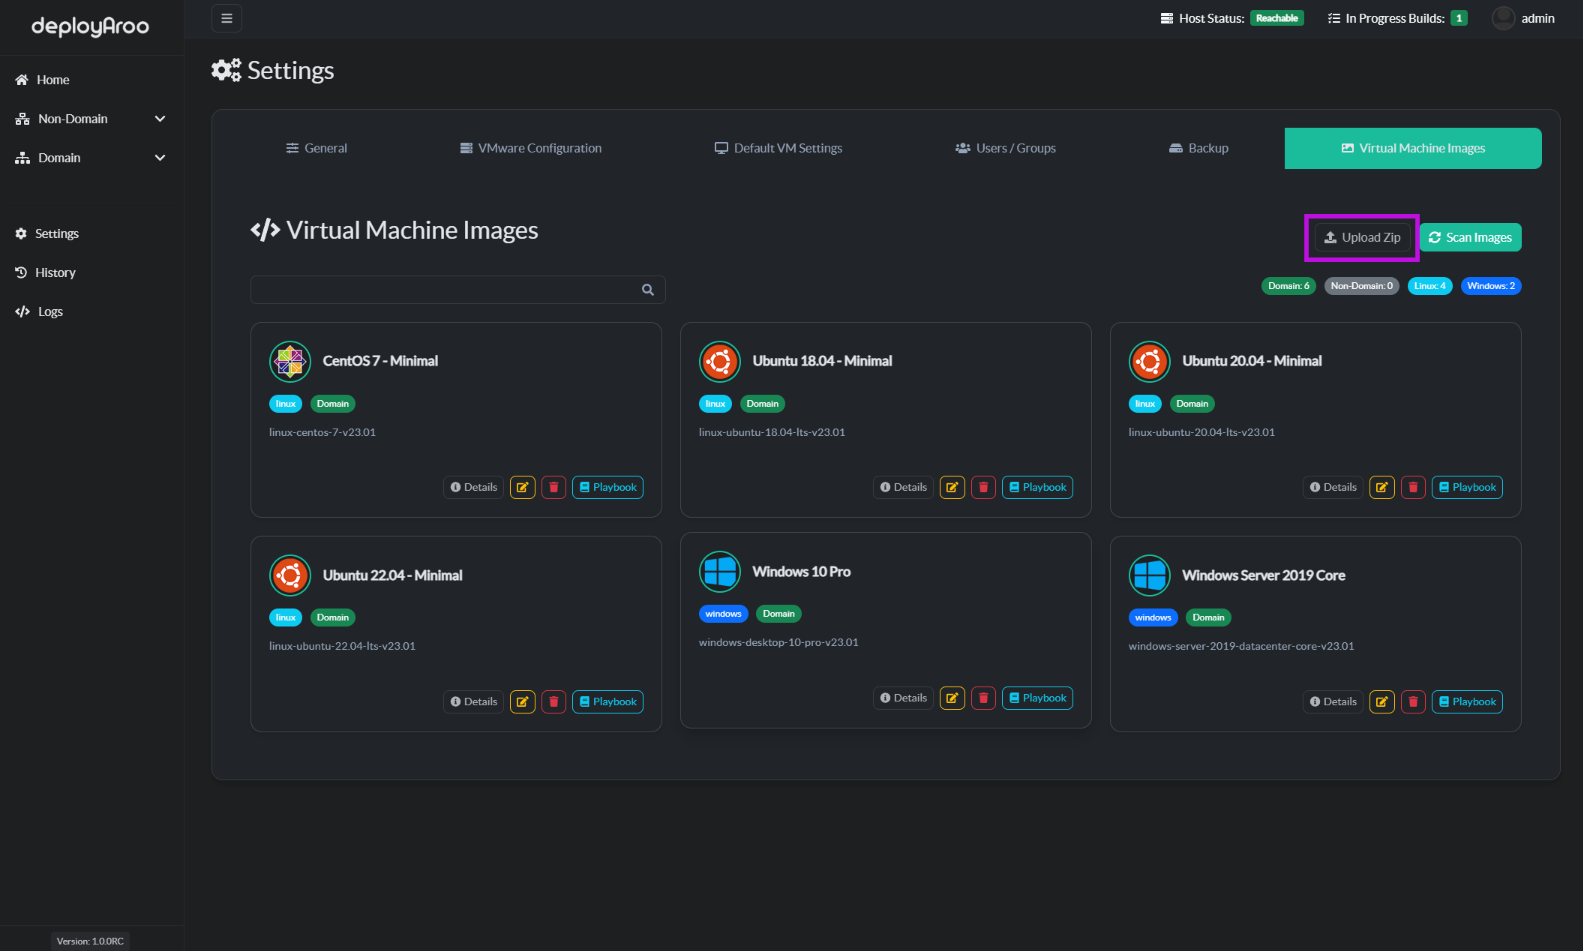 deployAroo
Host Status: Reachable
In Progress Builds: 1
admin
Home
Non-Domain
Domain
Settings
History
Logs
Settings
General
VMware Configuration
Default VM Settings
Users / Groups
Backup
Virtual Machine Images
Virtual Machine Images
Upload Zip
Scan Images
Domain: 6
Non-Domain: 0
Linux: 4
Windows: 2
CentOS 7 - Minimal
linux Domain
linux-centos-7-v23.01
Details
Playbook
Ubuntu 18.04 - Minimal
linux Domain
linux-ubuntu-18.04-lts-v23.01
Details
Playbook
Ubuntu 20.04 - Minimal
linux Domain
linux-ubuntu-20.04-lts-v23.01
Details
Playbook
Ubuntu 22.04 - Minimal
linux Domain
linux-ubuntu-22.04-lts-v23.01
Details
Playbook
Windows 10 Pro
windows Domain
windows-desktop-10-pro-v23.01
Details
Playbook
Windows Server 2019 Core
windows Domain
windows-server-2019-datacenter-core-v23.01
Details
Playbook
Version: 1.0.0RC